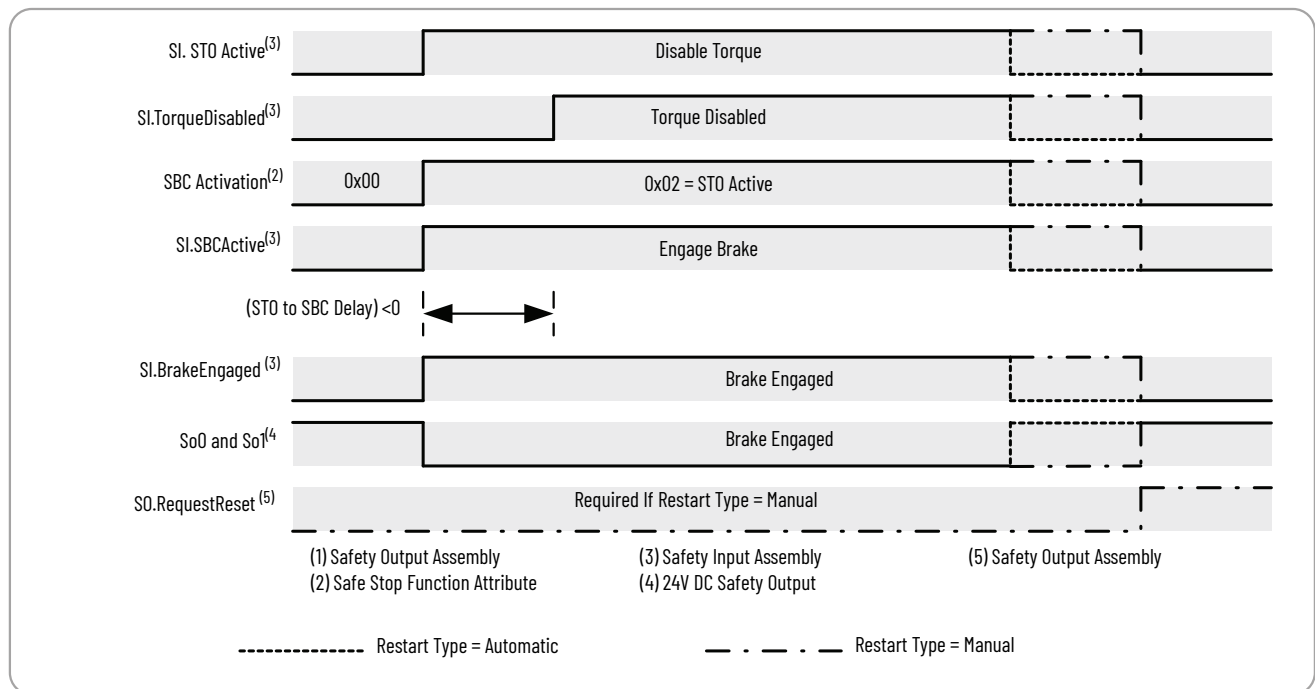 SI. STO Active(3) Disable Torque
SI.TorqueDisabled(3) Torque Disabled
SBC Activation(2) 0x00 0x02 = STO Active
SI.SBCActive(3) Engage Brake
(STO to SBC Delay) <0
SI.BrakeEngaged (3) Brake Engaged
So0 and So1(4 Brake Engaged
SO.RequestReset (5) Required If Restart Type = Manual
(1) Safety Output Assembly (3) Safety Input Assembly (5) Safety Output Assembly
(2) Safe Stop Function Attribute (4) 24V DC Safety Output
Restart Type = Automatic Restart Type = Manual